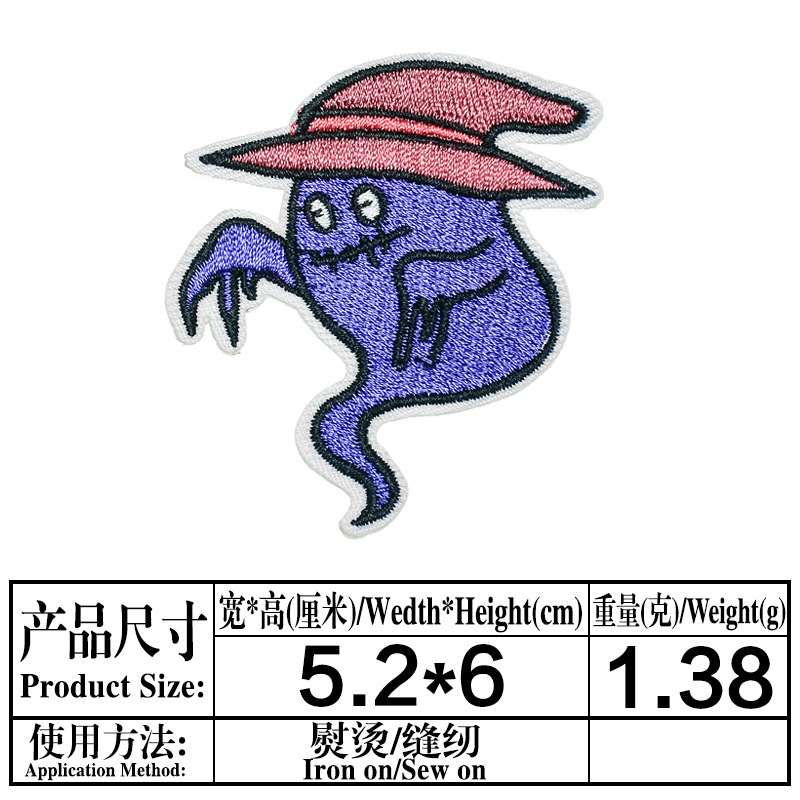 产品尺寸
Product Size:
宽*高(厘米)/Wedth*Height(cm)
重量(克)/Weight(g)
5.2*6
1.38
使用方法:
Application Method:
熨烫/缝纫
Iron on/Sew on